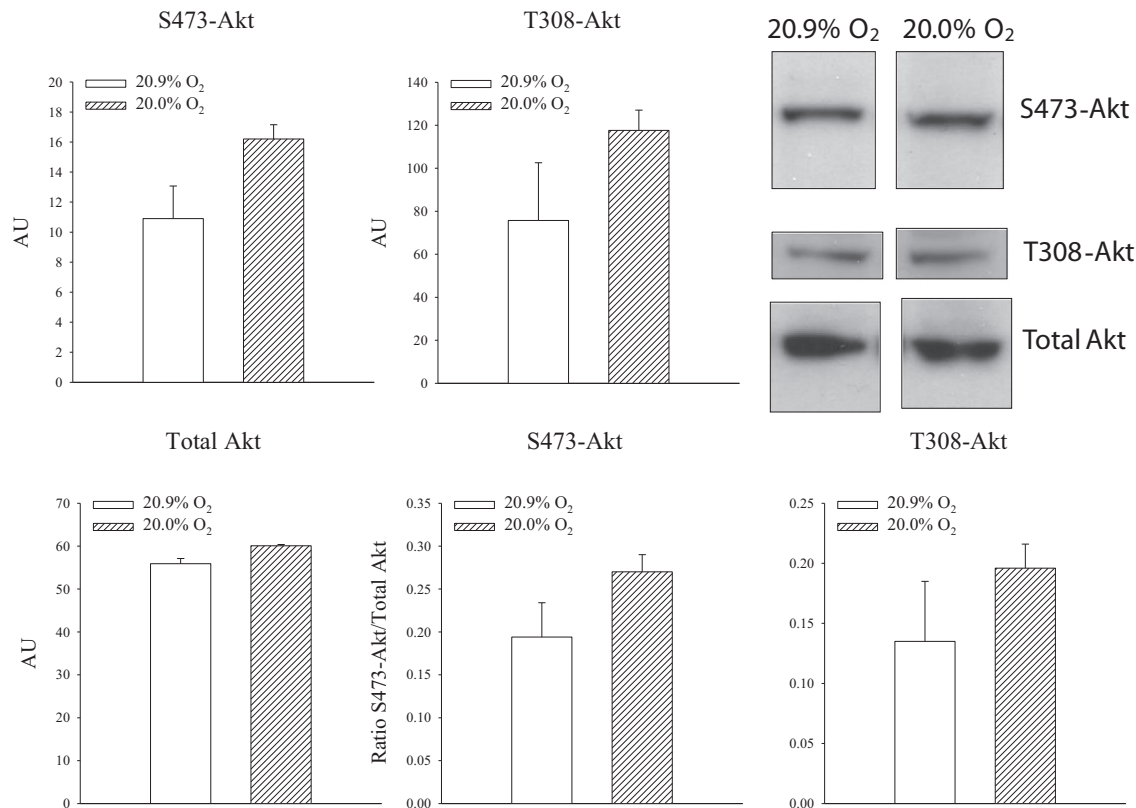 S473-Akt
20.9% O₂
20.0% O₂
AU
20
18
16
14
12
10
8
6
4
2
0
T308-Akt
20.9% O₂
20.0% O₂
AU
140
120
100
80
60
40
20
0
20.9% O₂
20.0% O₂
S473-Akt
T308-Akt
Total Akt
Total Akt
20.9% O₂
20.0% O₂
AU
70
60
50
40
30
20
10
0
S473-Akt
20.9% O₂
20.0% O₂
Ratio S473-Akt/Total Akt
0.35
0.30
0.25
0.20
0.15
0.10
0.05
0.00
T308-Akt
20.9% O₂
20.0% O₂
0.25
0.20
0.15
0.10
0.05
0.00